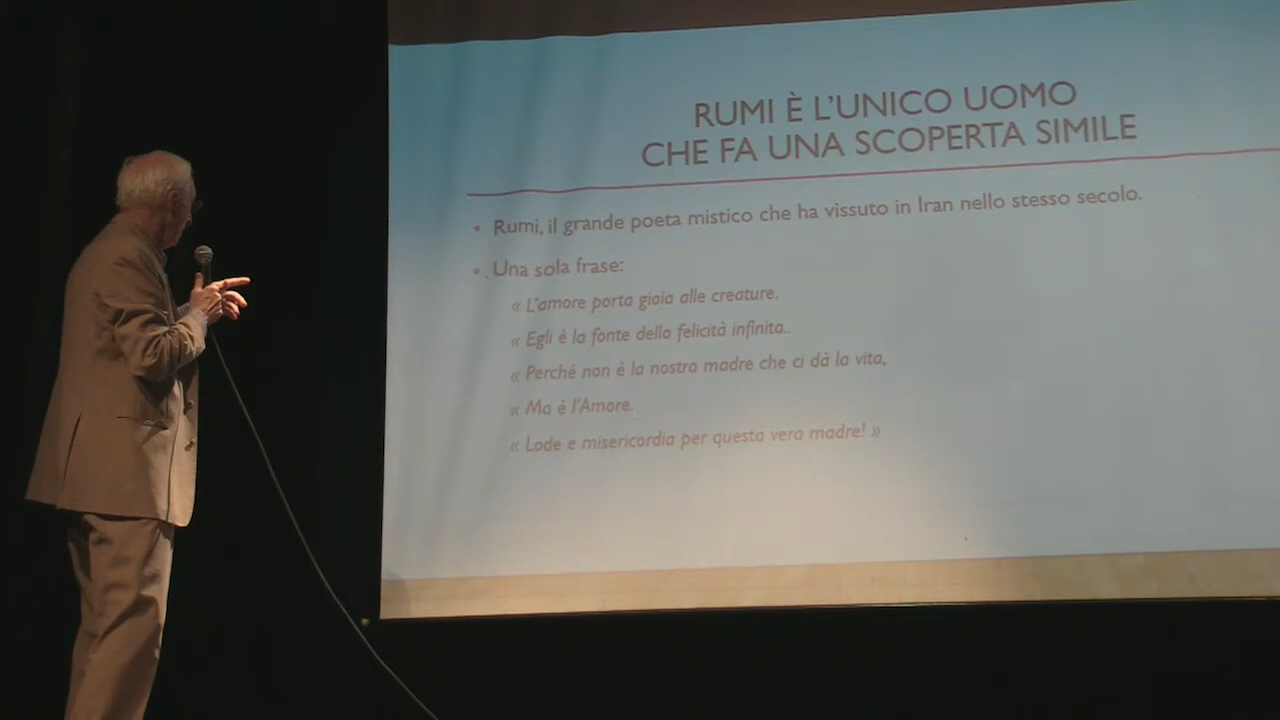 RUMI È L'UNICO UOMO
CHE FA UNA SCOPERTA SIMILE
• Rumi, il grande poeta mistico che ha vissuto in Iran nello stesso secolo.
• . Una sola frase:
« L'amore porta gioia alle creature.
« Egli è la fonte della felicità infinita..
« Perchè non è la nostra madre che ci dà la vita,
« Ma è l'Amore.
« Lode e misericordia per questa vera madre! »